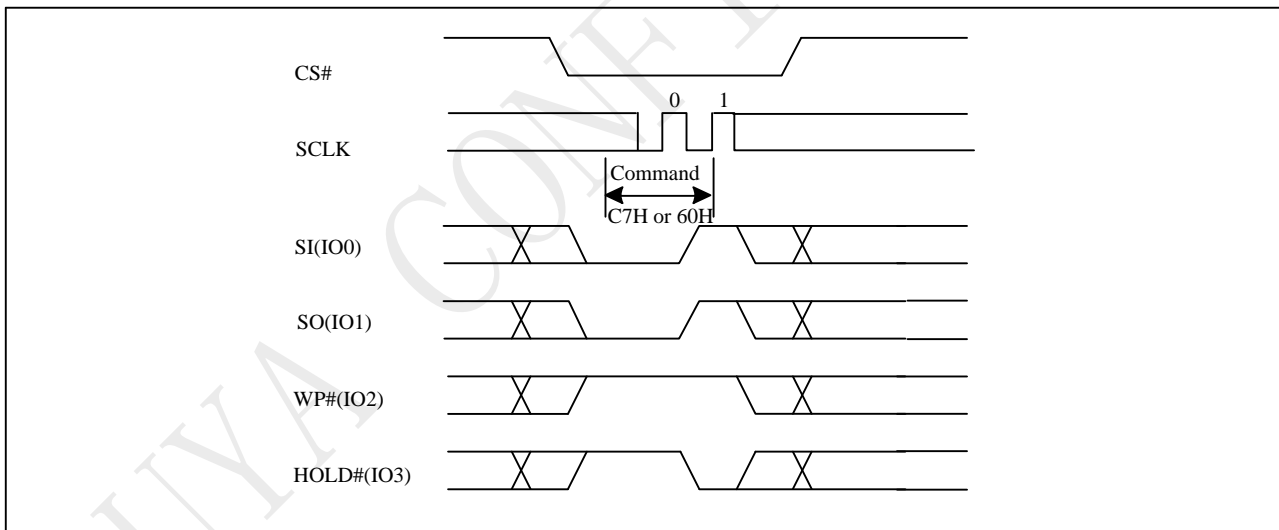 CS#
0 1
SCLK
Command
C7H or 60H
SI(IO0)
SO(IO1)
WP#(IO2)
HOLD#(IO3)